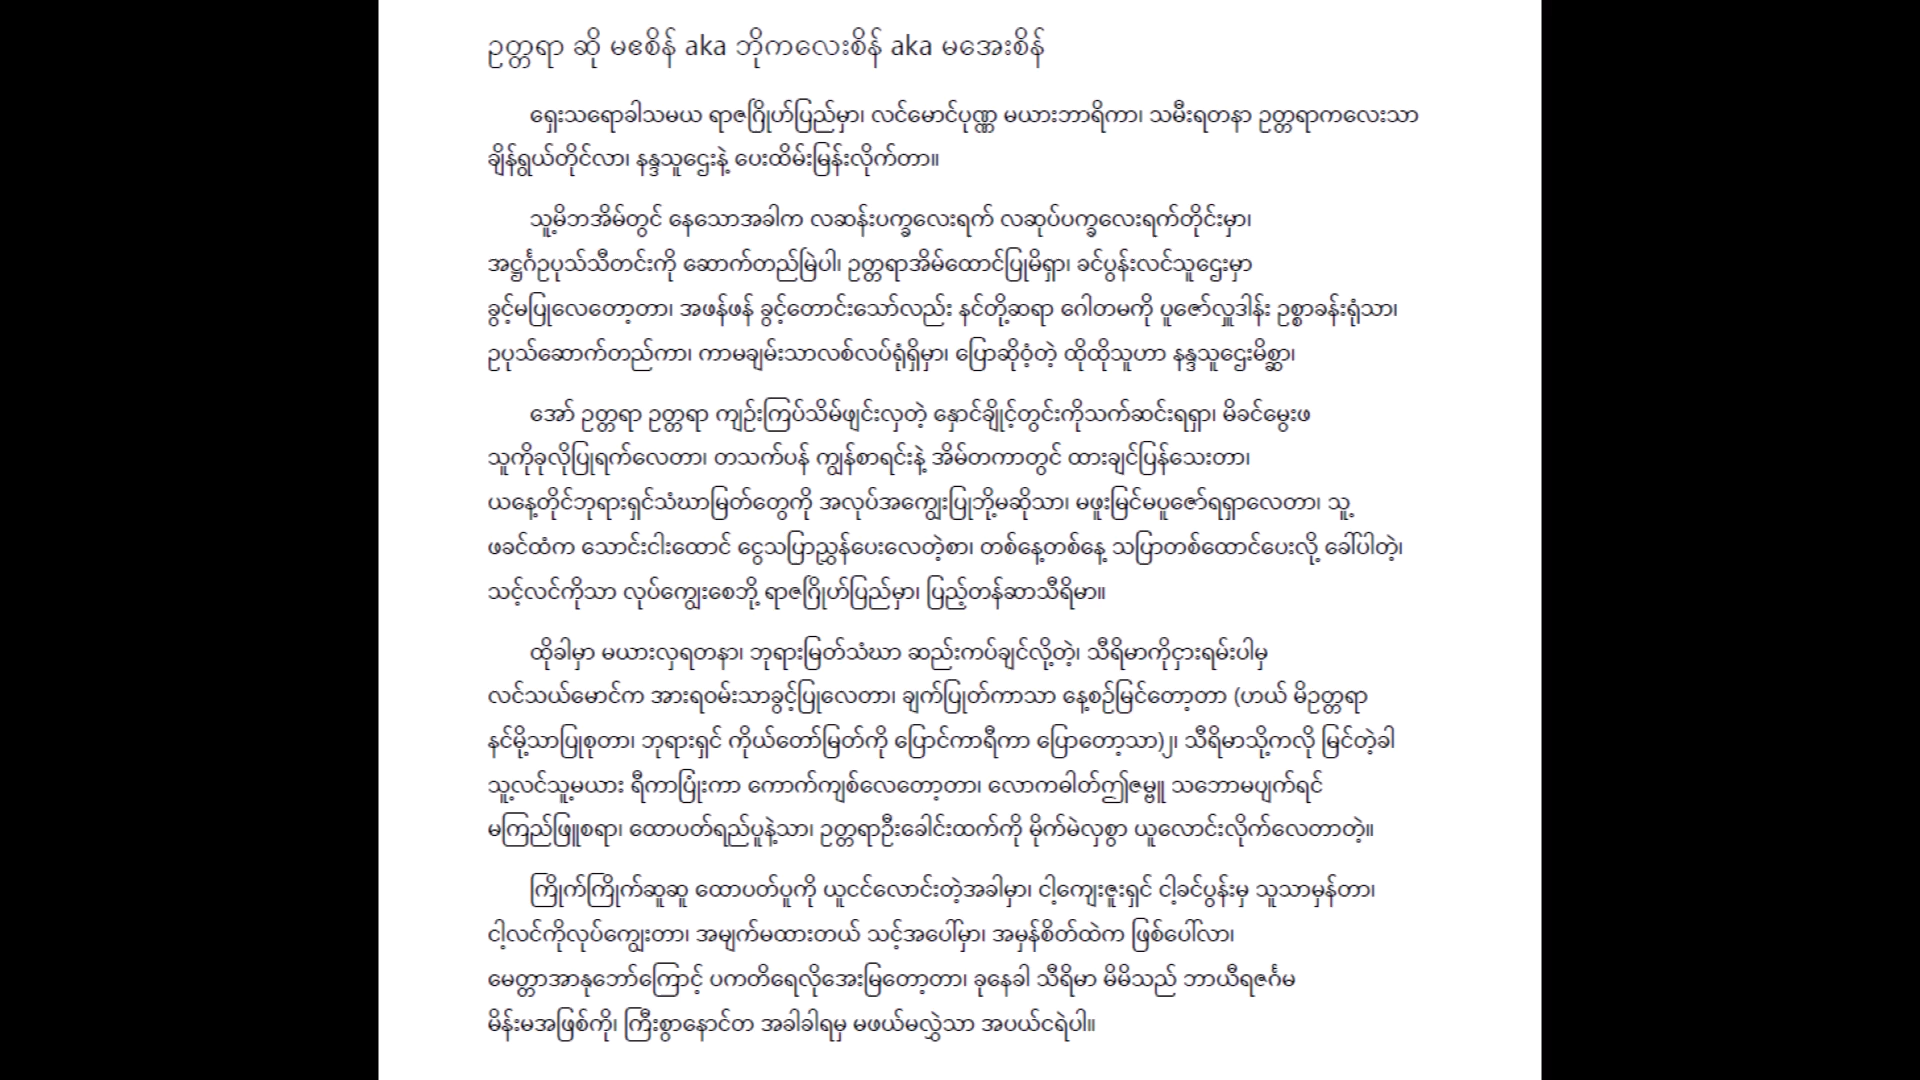 ဥတ္တရာ ဆို မဧစိန် aka ဘိုကလေးစိန် aka မအေးစိန်
ရှေးသရောခါသမယ ရာဇဂြိုဟ်ပြည်မှာ၊ လင်မောင်ပုဏ္ဏ မယားဘာရိကာ၊ သမီးရတနာ ဥတ္တရာကလေးသာ
ချိန်ရွယ်တိုင်လာ၊ နန္ဒသူဌေးနဲ့ ပေးထိမ်းမြန်းလိုက်တာ။
သူ့မိဘအိမ်တွင် နေသောအခါက လဆန်းပက္ခလေးရက် လဆုပ်ပက္ခလေးရက်တိုင်းမှာ၊
အဋ္ဌင်္ဂဥပုသ်သီတင်းကို ဆောက်တည်မြဲပါ၊ ဥတ္တရာအိမ်ထောင်ပြုမိရှာ၊ ခင်ပွန်းလင်သူဌေးမှာ
ခွင့်မပြုလေတော့တာ၊ အဖန်ဖန် ခွင့်တောင်းသော်လည်း နင်တို့ဆရာ ဂေါတမကို ပူဇော်လှူဒါန်း ဥစ္စာခန်းရုံသာ၊
ဥပုသ်ဆောက်တည်ကာ၊ ကာမချမ်းသာလစ်လပ်ရုံရှိမှာ၊ ပြောဆိုဝံ့တဲ့ ထိုထိုသူဟာ နန္ဒသူဌေးမိစ္ဆာ၊
အော် ဥတ္တရာ ဥတ္တရာ ကျဉ်းကြပ်သိမ်ဖျင်းလှတဲ့ နှောင်ချိုင့်တွင်းကိုသက်ဆင်းရရှာ၊ မိခင်မွေးဖ
သူကိုခုလိုပြုရက်လေတာ၊ တသက်ပန် ကျွန်စာရင်းနဲ့ အိမ်တကာတွင် ထားချင်ပြန်သေးတာ၊
ယနေ့တိုင်ဘုရားရှင်သံဃာမြတ်တွေကို အလုပ်အကျွေးပြုဘို့မဆိုသာ၊ မဖူးမြင်မပူဇော်ရရှာလေတာ၊ သူ့
ဖခင်ထံက သောင်းငါးထောင် ငွေသပြာညွှန်ပေးလေတဲ့စာ၊ တစ်နေ့တစ်နေ့ သပြာတစ်ထောင်ပေးလို့ ခေါ်ပါတဲ့၊
သင့်လင်ကိုသာ လုပ်ကျွေးစေဘို့ ရာဇဂြိုဟ်ပြည်မှာ၊ ပြည့်တန်ဆာသီရိမာ။
ထိုခါမှာ မယားလှရတနာ၊ ဘုရားမြတ်သံဃာ ဆည်းကပ်ချင်လို့တဲ့၊ သီရိမာကိုငှားရမ်းပါမှ
လင်သယ်မောင်က အားရဝမ်းသာခွင့်ပြုလေတာ၊ ချက်ပြုတ်ကာသာ နေ့စဉ်မြင်တော့တာ (ဟယ် မိဥတ္တရာ
နင်မို့သာပြုစုတာ၊ ဘုရားရှင် ကိုယ်တော်မြတ်ကို ပြောင်ကာရီကာ ပြောတော့သာ)၂၊ သီရိမာသို့ကလို မြင်တဲ့ခါ
သူ့လင်သူ့မယား ရီကာပြုံးကာ ကောက်ကျစ်လေတော့တာ၊ လောကဓါတ်ဤဇမ္ဗူ သဘောမပျက်ရင်
မကြည်ဖြူစရာ၊ ထောပတ်ရည်ပူနဲ့သာ၊ ဥတ္တရာဦးခေါင်းထက်ကို မိုက်မဲလှစွာ ယူလောင်းလိုက်လေတာတဲ့။
ကြိုက်ကြိုက်ဆူဆူ ထောပတ်ပူကို ယူငင်လောင်းတဲ့အခါမှာ၊ ငါ့ကျေးဇူးရှင် ငါ့ခင်ပွန်းမှ သူသာမှန်တာ၊
ငါ့လင်ကိုလုပ်ကျွေးတာ၊ အမျက်မထားတယ် သင့်အပေါ်မှာ၊ အမှန်စိတ်ထဲက ဖြစ်ပေါ်လာ၊
မေတ္တာအာနုဘော်ကြောင့် ပကတိရေလိုအေးမြတော့တာ၊ ခုနေခါ သီရိမာ မိမိသည် ဘာယီရဇင်္ဂမ
မိန်းမအဖြစ်ကို၊ ကြီးစွာနောင်တ အခါခါရမှ မဖယ်မလွှဲသာ အပယ်ငရဲပါ။